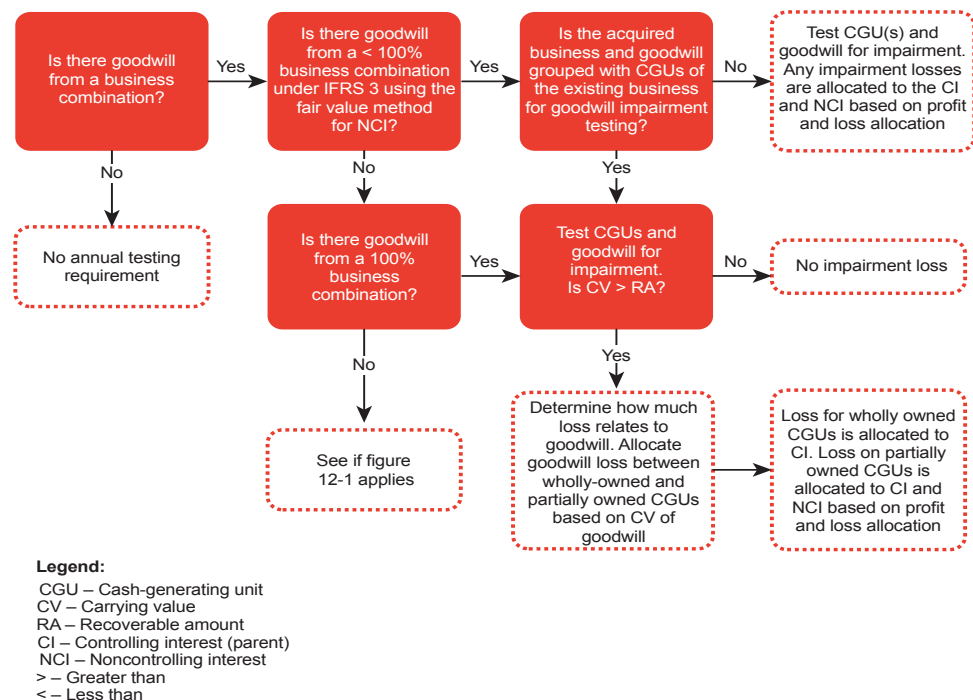 Is there goodwill
from a business
combination?
Yes
Is there goodwill
from a < 100%
business combination
under IFRS 3 using the
fair value method
for NCI?
Yes
Is the acquired
business and goodwill
grouped with CGUs of
the existing business
for goodwill impairment
testing?
No
Test CGU(s) and
goodwill for impairment.
Any impairment losses
are allocated to the CI
and NCI based on profit
and loss allocation
No
No
Yes
No annual testing
requirement
Is there goodwill
from a 100%
business
combination?
Yes
Test CGUs and
goodwill for
impairment.
Is CV > RA?
No
No impairment loss
No
Yes
See if figure
12-1 applies
Determine how much
loss relates to
goodwill. Allocate
goodwill loss between
wholly-owned and
partially owned CGUs
based on CV of
goodwill
Loss for wholly owned
CGUs is allocated to
CI. Loss on partially
owned CGUs is
allocated to CI and
NCI based on profit
and loss allocation
Legend:
CGU – Cash-generating unit
CV – Carrying value
RA – Recoverable amount
CI – Controlling interest (parent)
NCI – Noncontrolling interest
> – Greater than
< – Less than